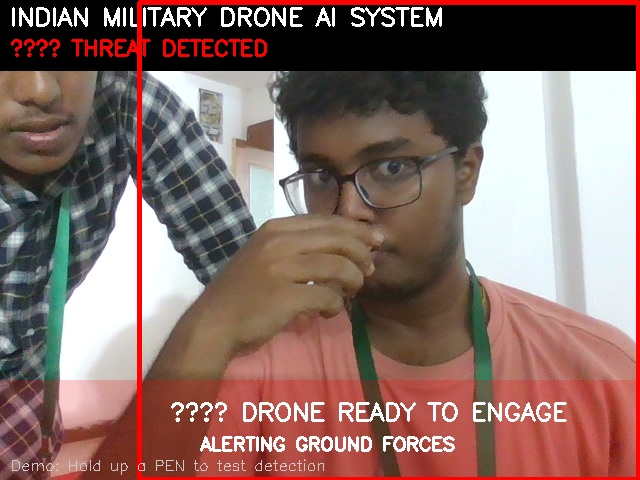 INDIAN MILITARY DRONE AI SYSTEM
???? THREAT DETECTED
???? DRONE READY TO ENGAGE
ALERTING GROUND FORCES
Demo: Hold up a PEN to test detection